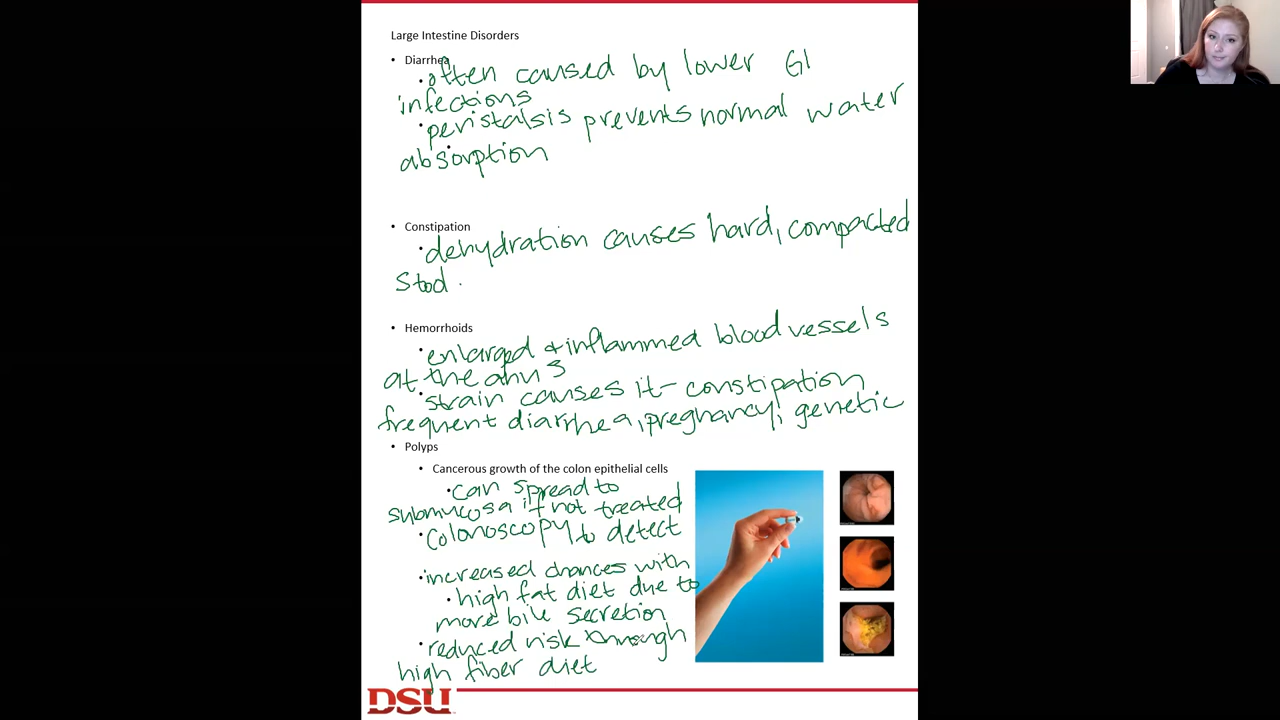 Large Intestine Disorders
• Diarrhea
• often caused by lower GI
infections
• peristalsis prevents normal water
absorption
• Constipation
• dehydration causes hard, compacted
stool.
• Hemorrhoids
• enlarged + inflammed blood vessels
at the anus
• strain causes it - constipation
frequent diarrhea, pregnancy, genetic
• Polyps
• Cancerous growth of the colon epithelial cells
• can spread to
submucosa if not treated
• colonoscopy to detect
• increased chances with
• high fat diet due to
more bile secretion
• reduced risk through
high fiber diet
DSU